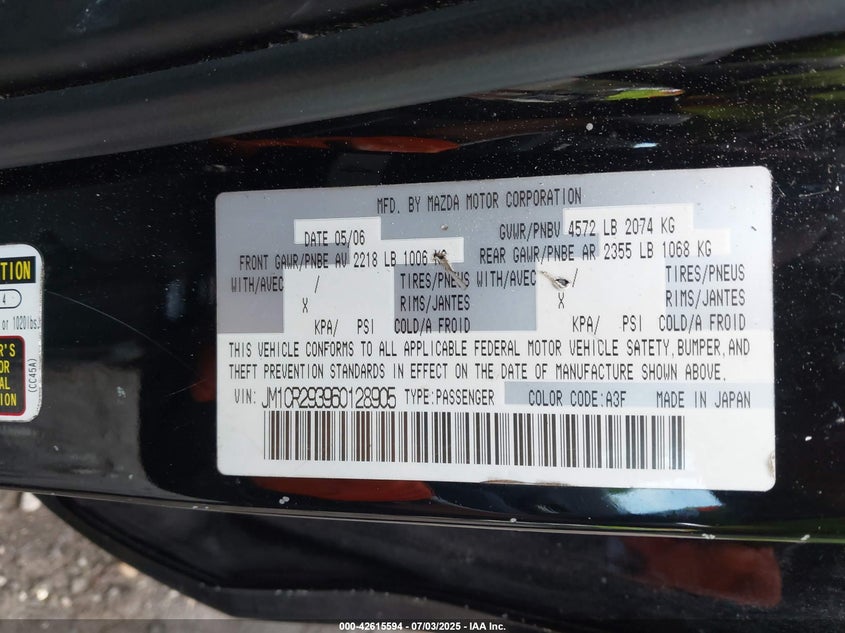 MFD. BY MAZDA MOTOR CORPORATION
DATE 05/06 GVWR/PNBV 4572 LB 2074 KG
FRONT GAWR/PNBE AV 2218 LB 1006 KG REAR GAWR/PNBE AR 2355 LB 1068 KG
WITH/AVEC / TIRES/PNEUS WITH/AVEC / TIRES/PNEUS
X RIMS/JANTES X RIMS/JANTES
KPA/ PSI COLD/A FROID KPA/ PSI COLD/A FROID
THIS VEHICLE CONFORMS TO ALL APPLICABLE FEDERAL MOTOR VEHICLE SAFETY, BUMPER, AND
THEFT PREVENTION STANDARDS IN EFFECT ON THE DATE OF MANUFACTURE SHOWN ABOVE.
VIN: JM1CR293960128905 TYPE:PASSENGER COLOR CODE:A3F MADE IN JAPAN
4
or 1020lbs.
(CC45A)
000-42615594 - 07/03/2025 - IAA Inc.